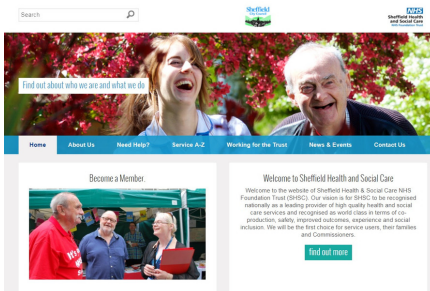 Search
Sheffield
NHS
Sheffield Health
and Social Care
NHS Foundation Trust
Find out about who we are and what we do
Home About Us Need Help? Service A-Z Working for the Trust News & Events Contact Us
Become a Member.
Welcome to Sheffield Health and Social Care
Welcome to the website of Sheffield Health & Social Care NHS
Foundation Trust (SHSC). Our vision is for SHSC to be recognised
nationally as a leading provider of high quality health and social
care services and recognised as world class in terms of co-
production, safety, improved outcomes, experience and social
inclusion. We will be the first choice for service users, their families
and Commissioners.
find out more